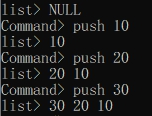 list> NULL
Command> push 10
list> 10
Command> push 20
list> 20 10
Command> push 30
list> 30 20 10